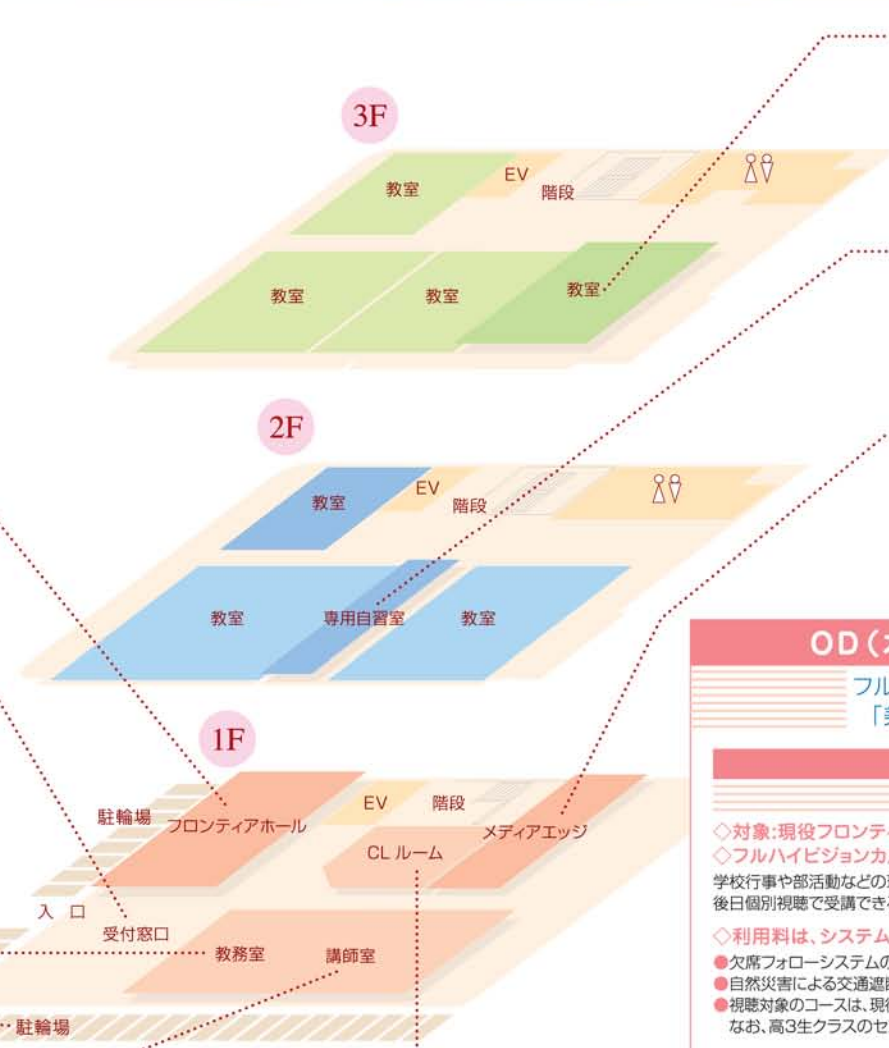 3F
教室
EV
階段
教室
教室
教室
2F
教室
EV
階段
教室
専用自習室
教室
1F
駐輪場
フロンティアホール
EV
階段
CL ルーム
メディアエッジ
入 口
受付窓口
教務室
講師室
駐輪場
OD(
フル
「
◇対象:現役フロンテ
◇フルハイビジョンカ
学校行事や部活動などの
後日個別視聴で受講でき
◇利用料は、システム
●欠席フォローシステムの
●自然災害による交通遮
●視聴対象のコースは、現
なお、高3生クラスのセ